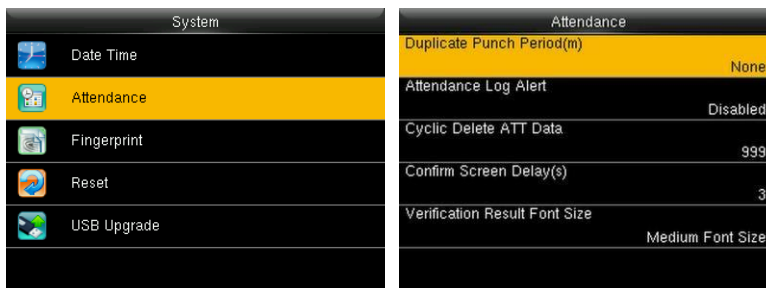 System
Date Time
Attendance
Fingerprint
Reset
USB Upgrade
Attendance
Duplicate Punch Period(m)
None
Attendance Log Alert
Disabled
Cyclic Delete ATT Data
999
Confirm Screen Delay(s)
3
Verification Result Font Size
Medium Font Size